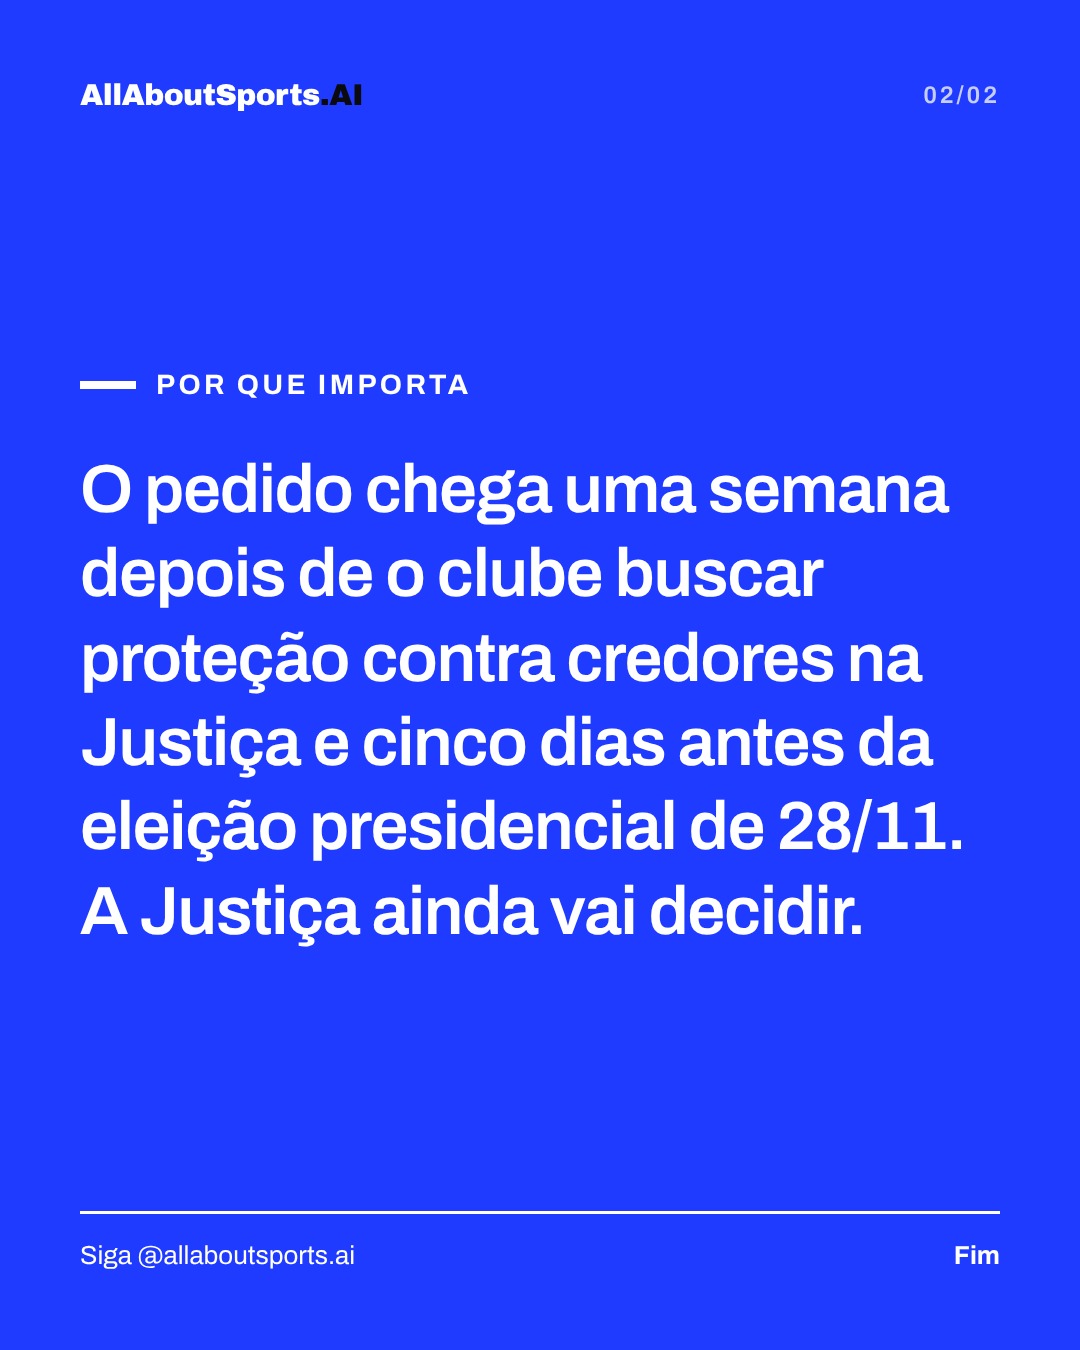 AllAboutSports.AI
02/02
POR QUE IMPORTA
O pedido chega uma semana
depois de o clube buscar
proteção contra credores na
Justiça e cinco dias antes da
eleição presidencial de 28/11.
A Justiça ainda vai decidir.
Siga @allaboutsports.ai
Fim